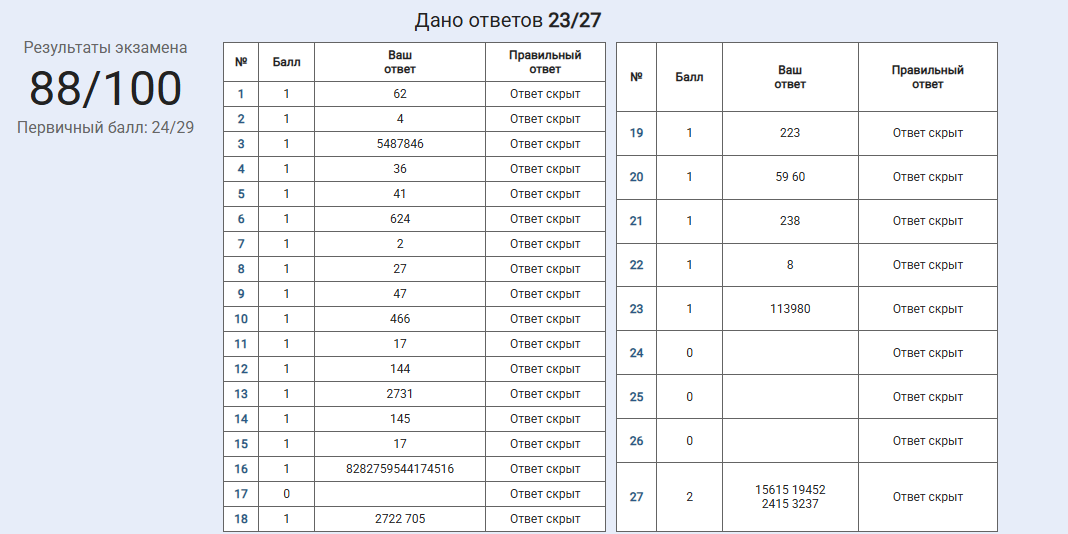 Дано ответов 23/27
Результаты экзамена
88/100
Первичный балл: 24/29
№ Балл Ваш ответ Правильный ответ
1 1 62 Ответ скрыт
2 1 4 Ответ скрыт
3 1 5487846 Ответ скрыт
4 1 36 Ответ скрыт
5 1 41 Ответ скрыт
6 1 624 Ответ скрыт
7 1 2 Ответ скрыт
8 1 27 Ответ скрыт
9 1 47 Ответ скрыт
10 1 466 Ответ скрыт
11 1 17 Ответ скрыт
12 1 144 Ответ скрыт
13 1 2731 Ответ скрыт
14 1 145 Ответ скрыт
15 1 17 Ответ скрыт
16 1 8282759544174516 Ответ скрыт
17 0 Ответ скрыт
18 1 2722 705 Ответ скрыт
№ Балл Ваш ответ Правильный ответ
19 1 223 Ответ скрыт
20 1 59 60 Ответ скрыт
21 1 238 Ответ скрыт
22 1 8 Ответ скрыт
23 1 113980 Ответ скрыт
24 0 Ответ скрыт
25 0 Ответ скрыт
26 0 Ответ скрыт
27 2 15615 19452 2415 3237 Ответ скрыт